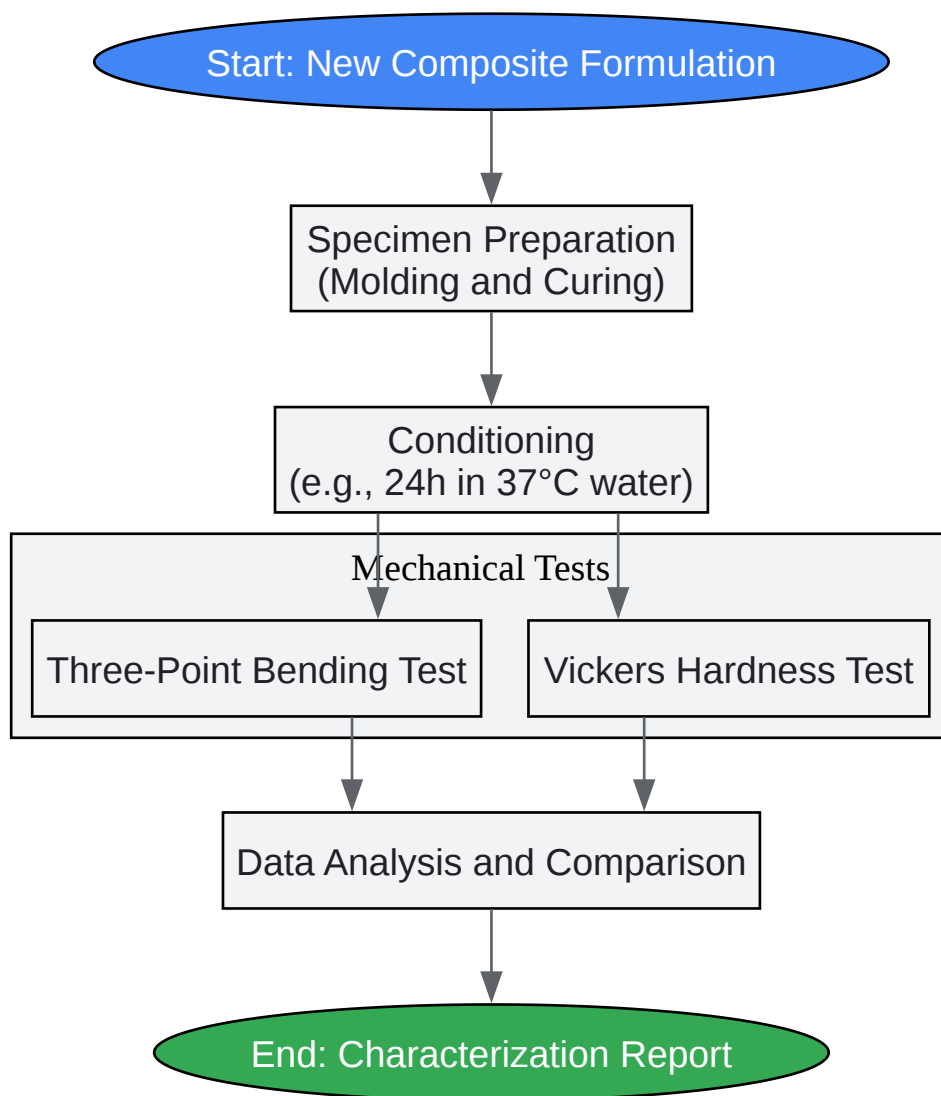 Start: New Composite Formulation
Specimen Preparation
(Molding and Curing)
Conditioning
(e.g., 24h in 37°C water)
Mechanical Tests
Three-Point Bending Test
Vickers Hardness Test
Data Analysis and Comparison
End: Characterization Report